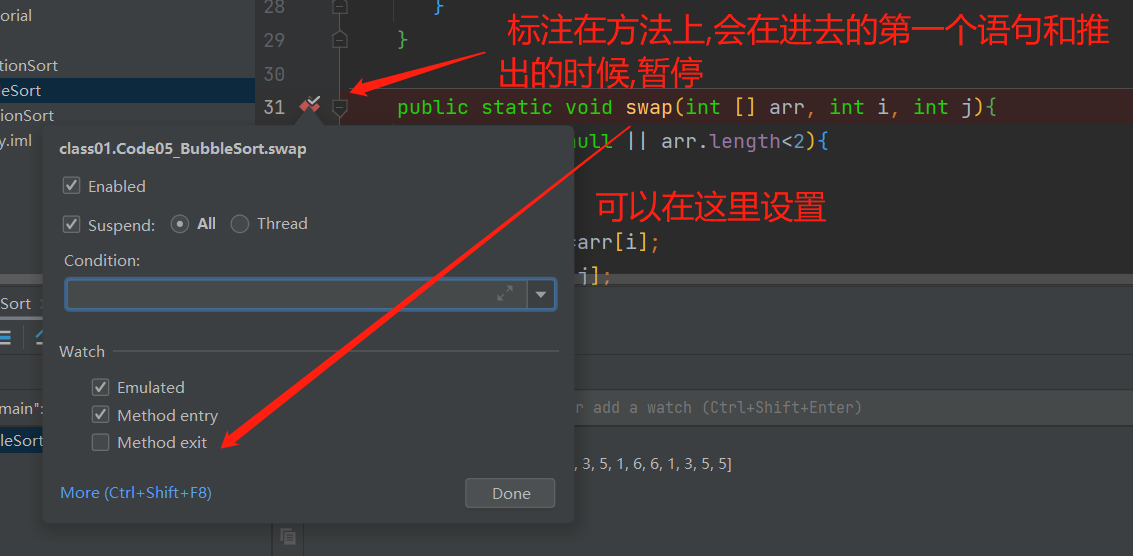 orial
28
}
标注在方法上,会在进去的第一个语句和推
29
}
tionSort
30
出的时候,暂停
leSort
tionSort
31
public static void swap(int [] arr, int i, int j){
y.iml
null || arr.length<2){
class01.Code05_BubbleSort.swap
Enabled
可以在这里设置
Suspend: All Thread
=arr[i];
Condition:
j];
Sort
Watch
Emulated
main":
Method entry
r add a watch (Ctrl+Shift+Enter)
leSort
Method exit
, 3, 5, 1, 6, 6, 1, 3, 5, 5]
More (Ctrl+Shift+F8)
Done